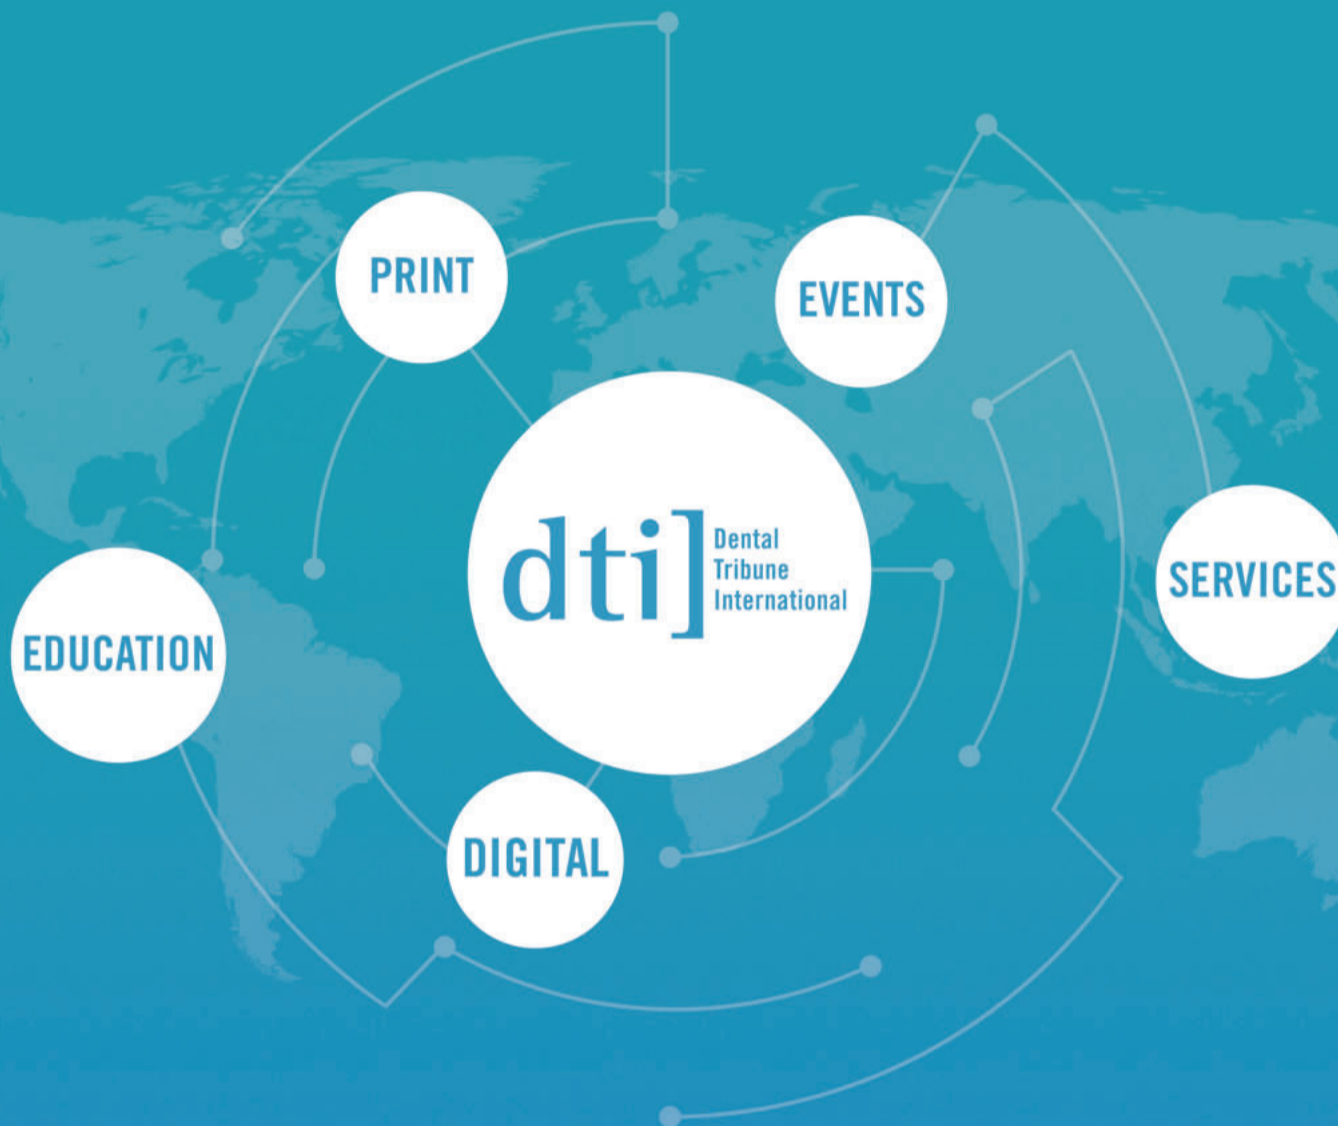 PRINT
EVENTS
dti]
Dental
Tribune
International
SERVICES
EDUCATION
DIGITAL